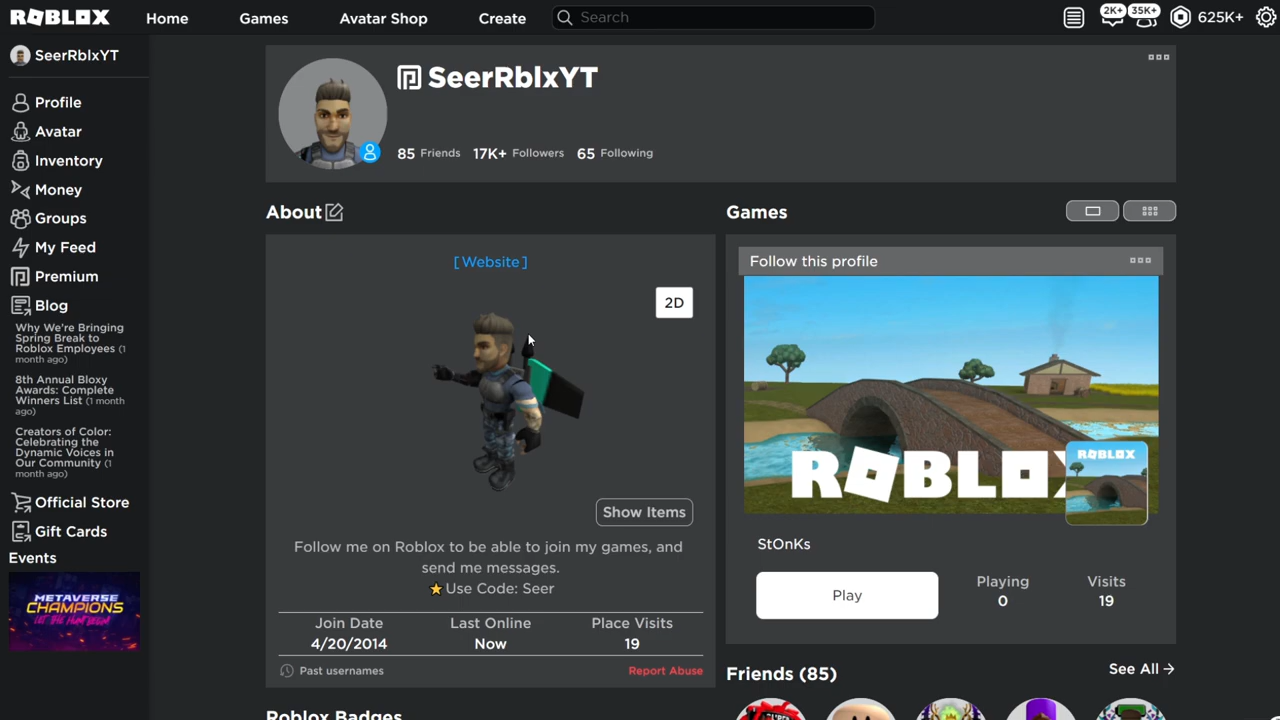 ROBLOX
Home
Games
Avatar Shop
Create
Search
2K+
35K+
625K+
SeerRblxYT
Profile
Avatar
Inventory
Money
Groups
My Feed
Premium
Blog
Why We're Bringing
Spring Break to
Roblox Employees (1
month ago)
8th Annual Bloxy
Awards: Complete
Winners List (1 month
ago)
Creators of Color:
Celebrating the
Dynamic Voices in
Our Community (1
month ago)
Official Store
Gift Cards
Events
METAVERSE
CHAMPIONS
LET THE HUNT BEGIN!
SeerRblxYT
85 Friends 17K+ Followers 65 Following
About
[ Website ]
2D
Show Items
Follow me on Roblox to be able to join my games, and
send me messages.
⭐Use Code: Seer
Join Date Last Online Place Visits
4/20/2014 Now 19
Past usernames
Report Abuse
Roblox Badges
Games
Follow this profile
ROBLOX
ROBLOX
StOnKs
Play
Playing Visits
0 19
Friends (85)
See All →